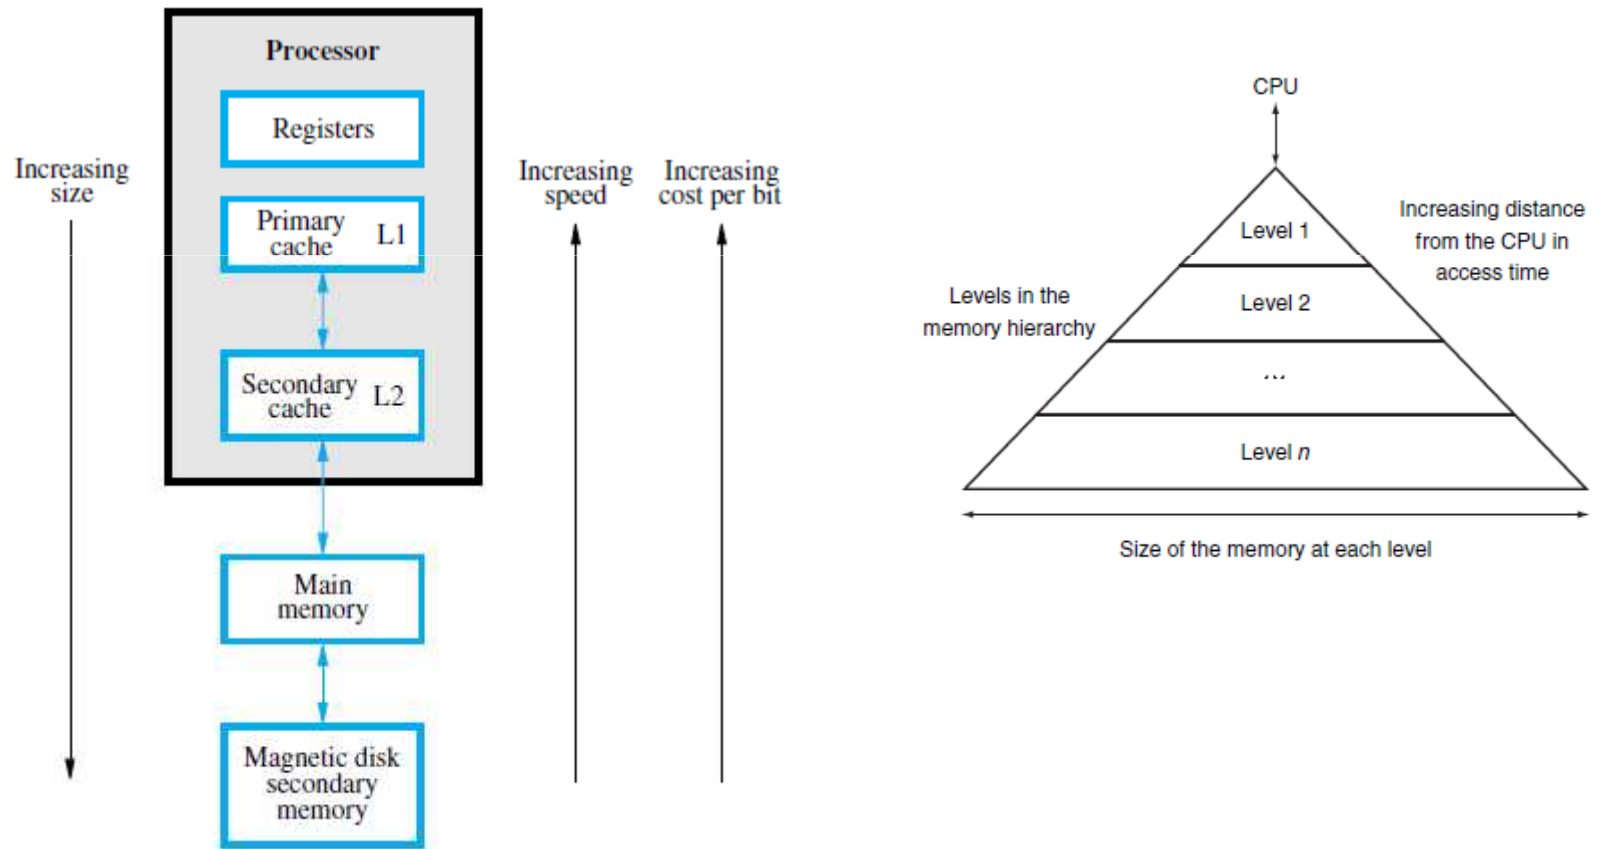 Processor
Registers
Increasing
size
Primary
cache
L1
Secondary
cache
L2
Main
memory
Magnetic disk
secondary
memory
Increasing
speed
Increasing
cost per bit
CPU
Level 1
Level 2
...
Level n
Levels in the
memory hierarchy
Increasing distance
from the CPU in
access time
Size of the memory at each level